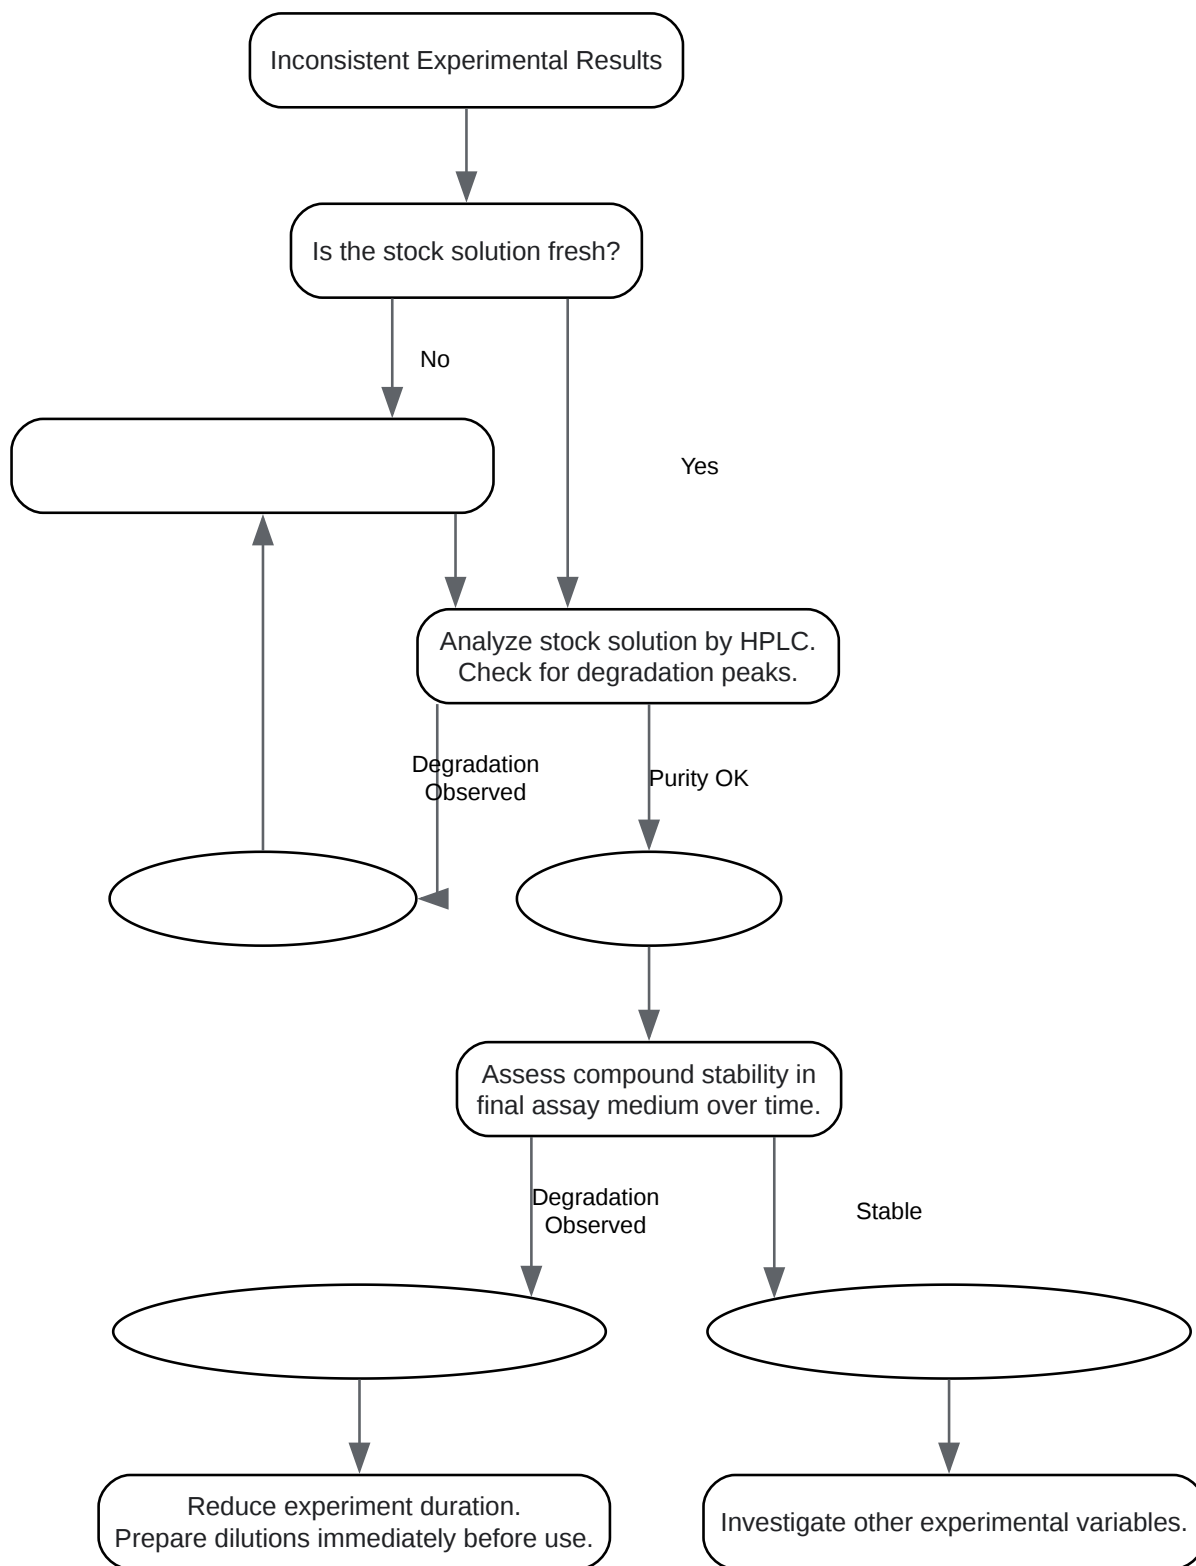 Inconsistent Experimental Results
Is the stock solution fresh?
No
Yes
Analyze stock solution by HPLC.
Check for degradation peaks.
Degradation
Observed
Purity OK
Assess compound stability in
final assay medium over time.
Degradation
Observed
Stable
Reduce experiment duration.
Prepare dilutions immediately before use.
Investigate other experimental variables.